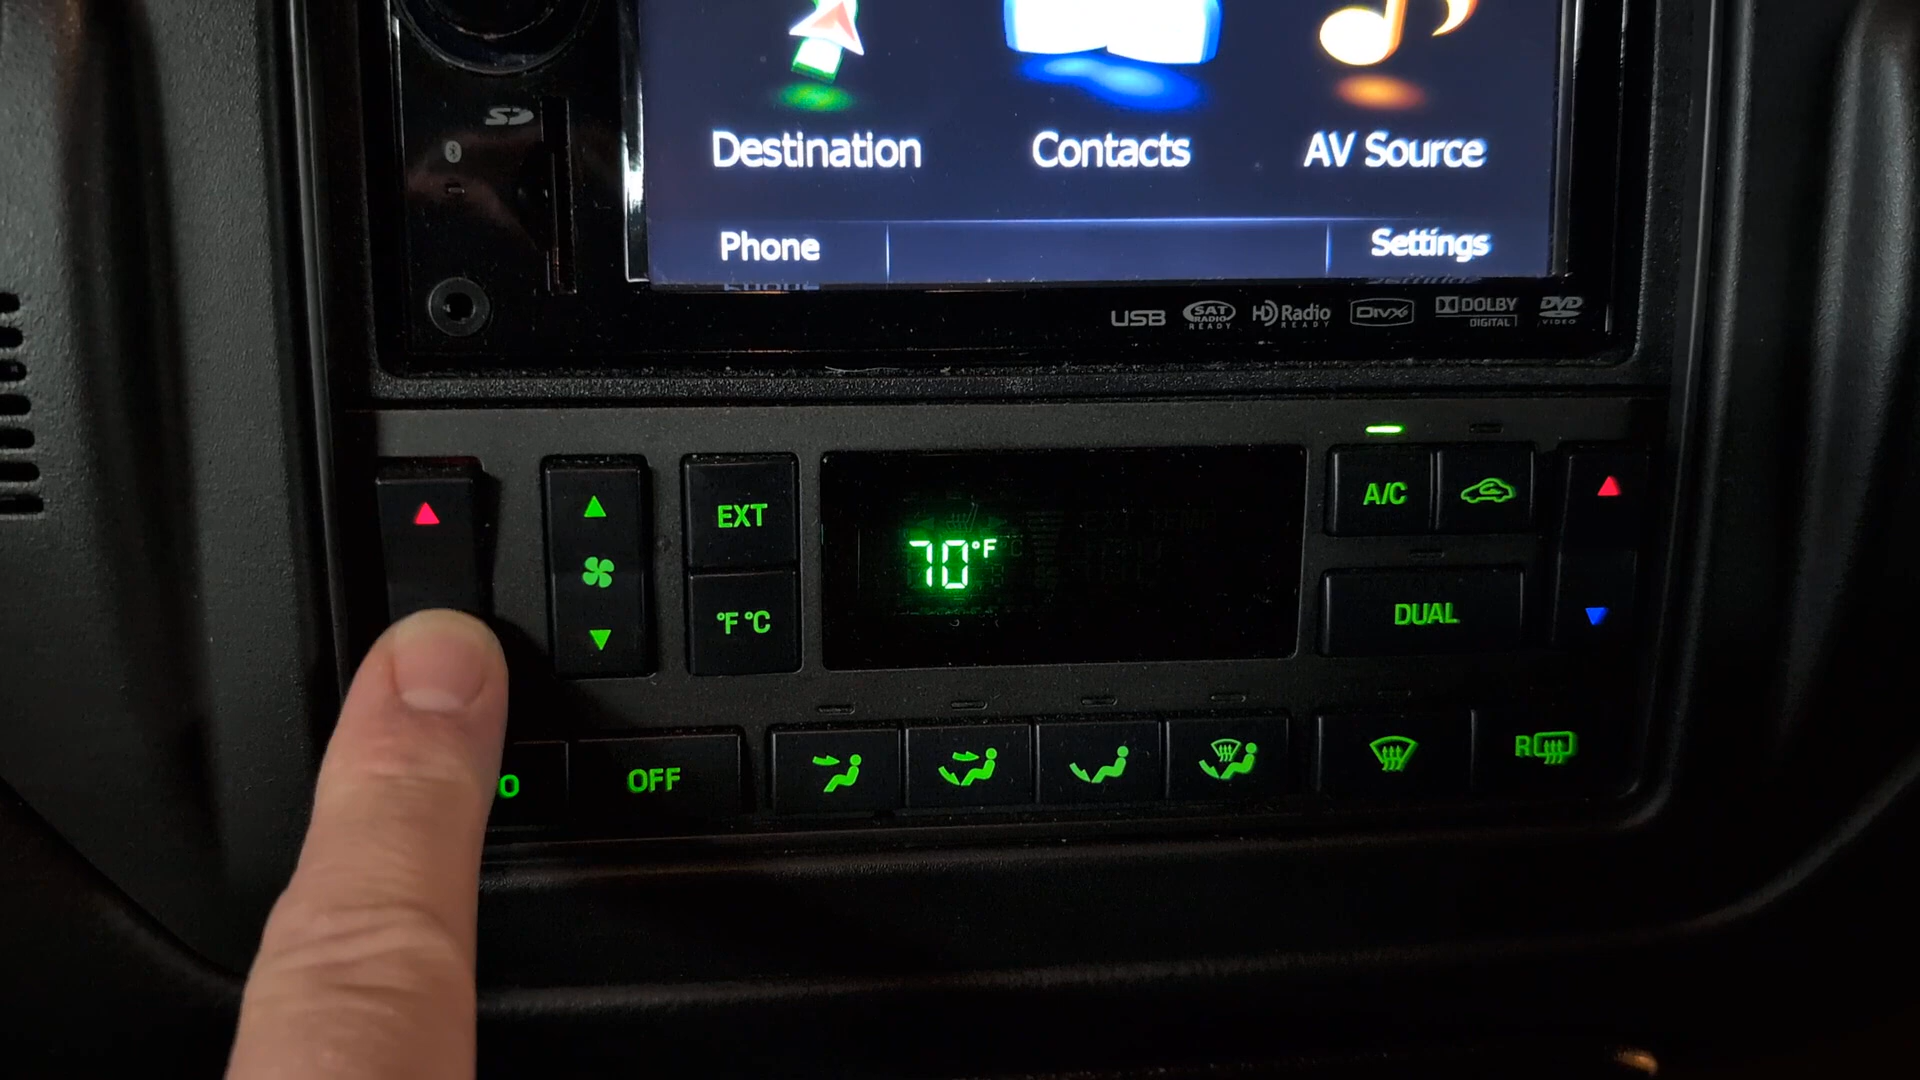 Destination
Contacts
AV Source
Phone
Settings
SD
USB
SAT RADIO READY
HD Radio READY
DivX
DOLBY DIGITAL
DVD VIDEO
EXT
°F °C
70°F
A/C
DUAL
OFF
R